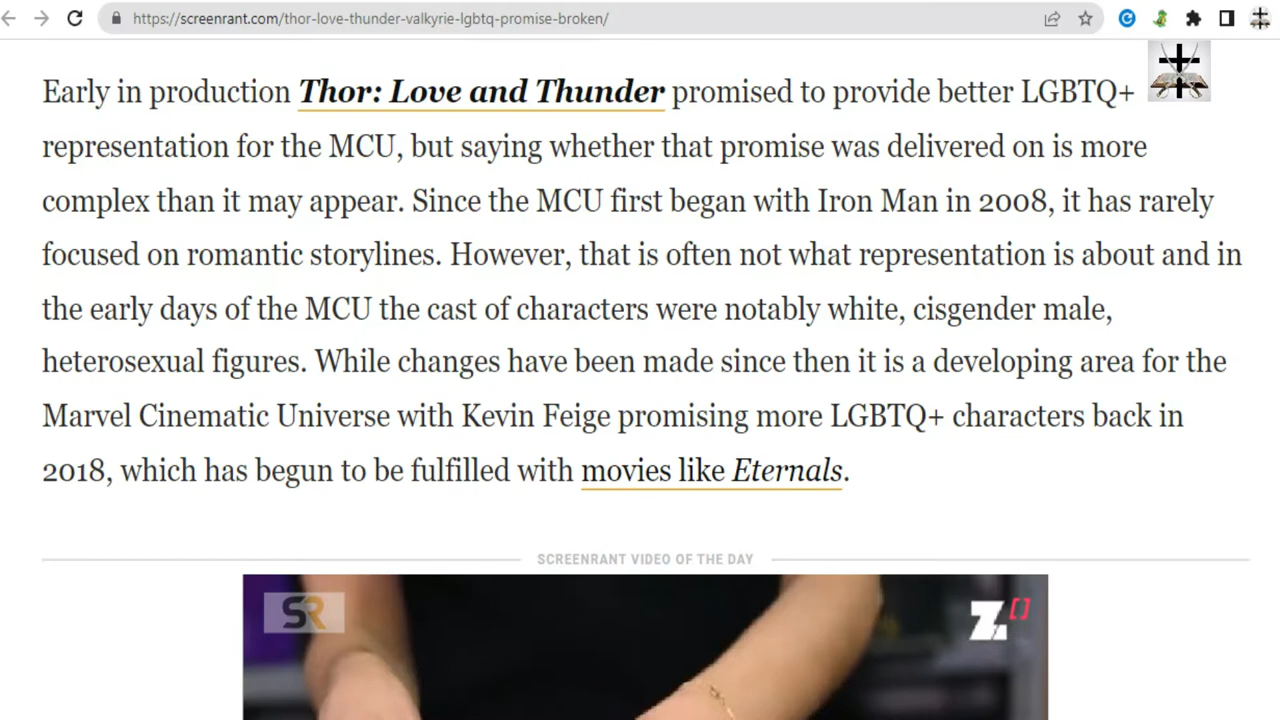 https://screenrant.com/thor-love-thunder-valkyrie-lgbtq-promise-broken/
Early in production Thor: Love and Thunder promised to provide better LGBTQ+
representation for the MCU, but saying whether that promise was delivered on is more
complex than it may appear. Since the MCU first began with Iron Man in 2008, it has rarely
focused on romantic storylines. However, that is often not what representation is about and in
the early days of the MCU the cast of characters were notably white, cisgender male,
heterosexual figures. While changes have been made since then it is a developing area for the
Marvel Cinematic Universe with Kevin Feige promising more LGBTQ+ characters back in
2018, which has begun to be fulfilled with movies like Eternals.
SCREENRANT VIDEO OF THE DAY
SR
Z[]